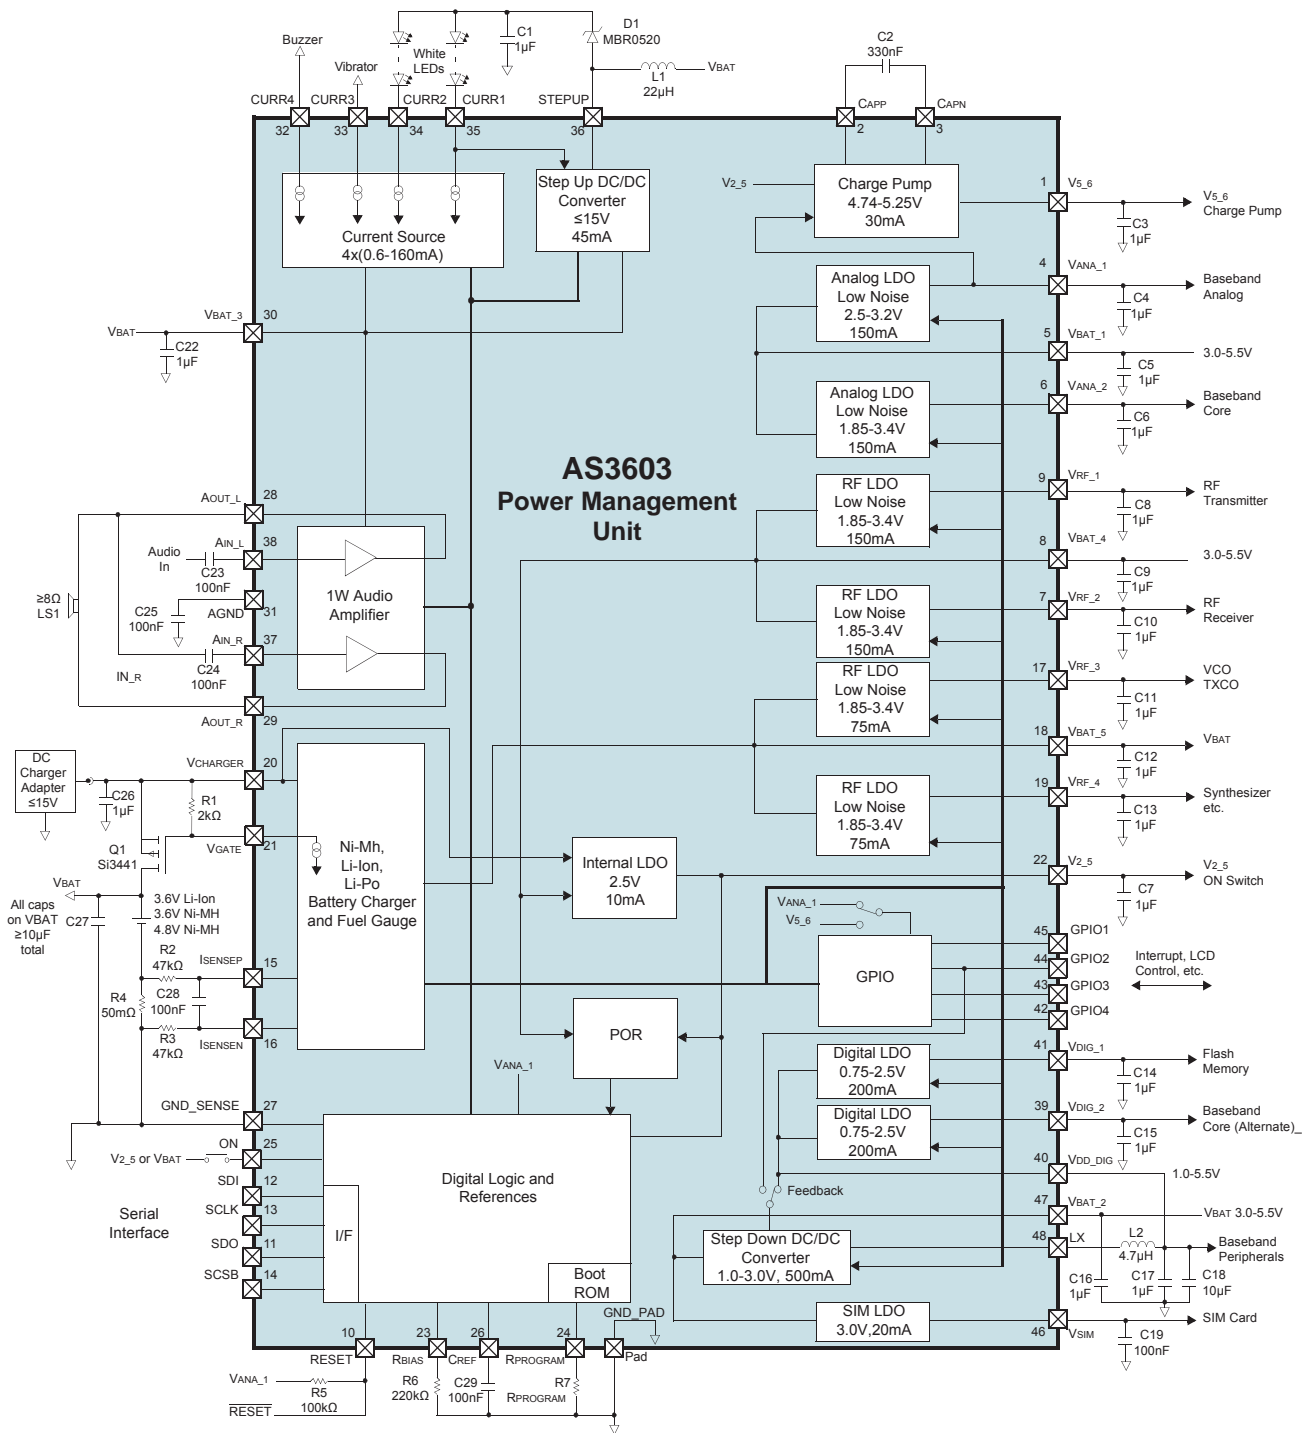 Buzzer
Vibrator
White
LEDs
C1
1µF
D1
MBR0520
L1
22µH
VBAT
C2
330nF
CURR4
CURR3
CURR2
CURR1
STEPUP
CAPP
CAPN
32
33
34
35
36
2
3
Current Source
4x(0.6-160mA)
Step Up DC/DC
Converter
≤15V
45mA
V2_5
Charge Pump
4.74-5.25V
30mA
1
V5_6
V5_6
Charge Pump
C3
1µF
4
VANA_1
Baseband
Analog
C4
1µF
Analog LDO
Low Noise
2.5-3.2V
150mA
VBAT_3
30
VBAT
C22
1µF
5
VBAT_1
3.0-5.5V
C5
1µF
6
VANA_2
Baseband
Core
C6
1µF
Analog LDO
Low Noise
1.85-3.4V
150mA
AS3603
Power Management
Unit
RF LDO
Low Noise
1.85-3.4V
150mA
9
VRF_1
RF
Transmitter
C8
1µF
8
VBAT_4
3.0-5.5V
C9
1µF
AOUT_L
28
AIN_L
38
Audio
In
C23
100nF
C25
100nF
AGND
31
≥8Ω
LS1
AIN_R
37
C24
100nF
IN_R
AOUT_R
29
1W Audio
Amplifier
RF LDO
Low Noise
1.85-3.4V
150mA
7
VRF_2
RF
Receiver
C10
1µF
RF LDO
Low Noise
1.85-3.4V
75mA
17
VRF_3
VCO
TXCO
C11
1µF
18
VBAT_5
VBAT
C12
1µF
RF LDO
Low Noise
1.85-3.4V
75mA
19
VRF_4
Synthesizer
etc.
C13
1µF
DC
Charger
Adapter
≤15V
VCHARGER
20
C26
1µF
R1
2kΩ
VGATE
21
Q1
Si3441
VBAT
All caps
on VBAT
≥10µF
total
C27
3.6V Li-Ion
3.6V Ni-MH
4.8V Ni-MH
R2
47kΩ
R4
50mΩ
C28
100nF
R3
47kΩ
ISENSEP
15
ISENSEN
16
Ni-Mh,
Li-Ion,
Li-Po
Battery Charger
and Fuel Gauge
Internal LDO
2.5V
10mA
22
V2_5
V2_5
ON Switch
C7
1µF
VANA_1
V5_6
GPIO
45
GPIO1
44
GPIO2
43
GPIO3
42
GPIO4
Interrupt, LCD
Control, etc.
POR
VANA_1
Digital LDO
0.75-2.5V
200mA
41
VDIG_1
Flash
Memory
C14
1µF
Digital LDO
0.75-2.5V
200mA
39
VDIG_2
Baseband
Core (Alternate)_
C15
1µF
40
VDD_DIG
1.0-5.5V
GND_SENSE
27
ON
25
V2_5 or VBAT
SDI
12
SCLK
13
SDO
11
SCSB
14
Serial
Interface
I/F
Digital Logic and
References
Boot
ROM
Feedback
47
VBAT_2
VBAT 3.0-5.5V
Step Down DC/DC
Converter
1.0-3.0V, 500mA
48
LX
L2
4.7µH
Baseband
Peripherals
C16
1µF
C17
1µF
C18
10µF
SIM LDO
3.0V,20mA
46
VSIM
SIM Card
C19
100nF
GND_PAD
10
23
26
24
RESET
RBIAS
CREF
RPROGRAM
Pad
VANA_1
R5
100kΩ
RESET
R6
220kΩ
C29
100nF
R7
RPROGRAM